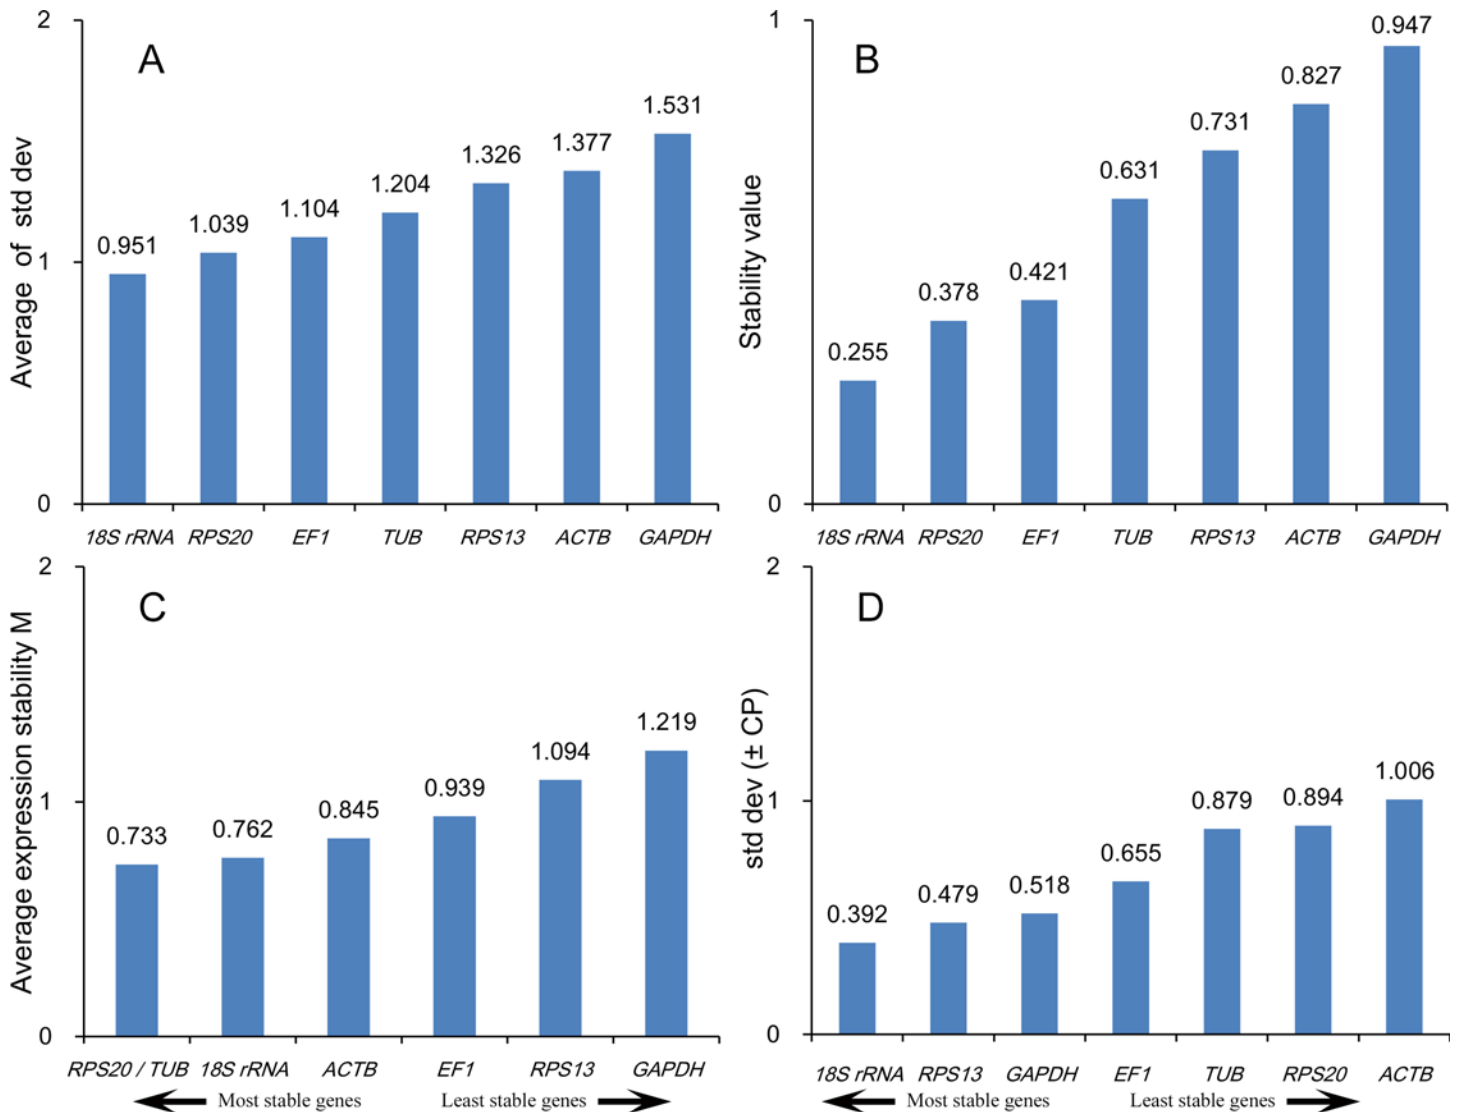 A
Average of std dev
2
1
0
0.951
1.039
1.104
1.204
1.326
1.377
1.531
18S rRNA RPS20 EF1 TUB RPS13 ACTB GAPDH
B
Stability value
1
0
0.255
0.378
0.421
0.631
0.731
0.827
0.947
18S rRNA RPS20 EF1 TUB RPS13 ACTB GAPDH
C
Average expression stability M
2
1
0
0.733
0.762
0.845
0.939
1.094
1.219
RPS20 / TUB 18S rRNA ACTB EF1 RPS13 GAPDH
Most stable genes Least stable genes
D
std dev (± CP)
2
1
0
0.392
0.479
0.518
0.655
0.879
0.894
1.006
18S rRNA RPS13 GAPDH EF1 TUB RPS20 ACTB
Most stable genes Least stable genes